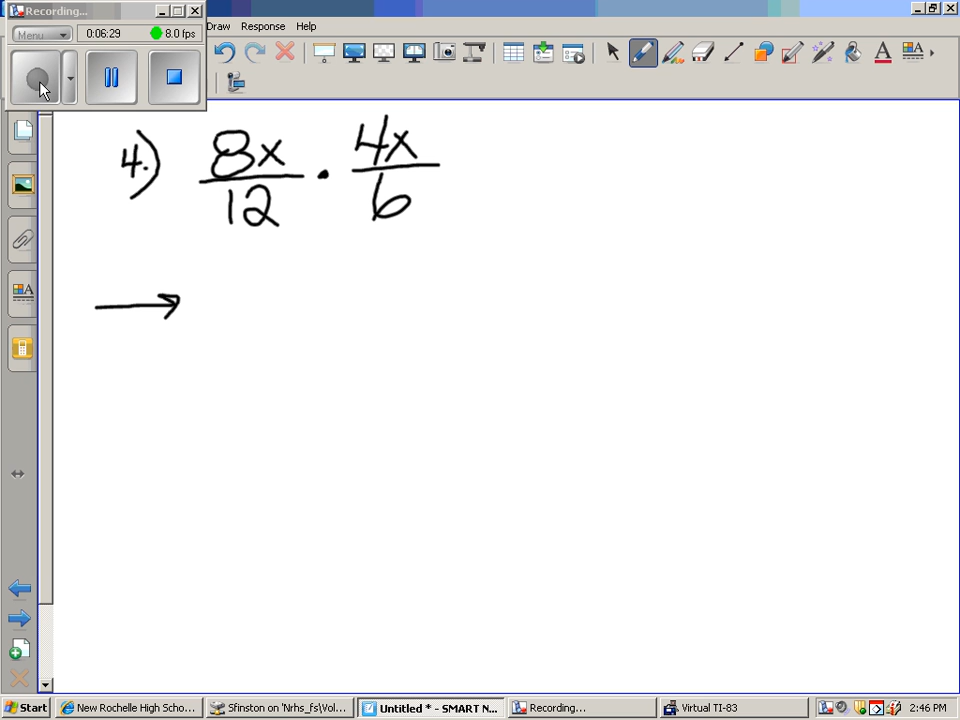 Recording...
Menu 0:06:29 8.0 fps
Draw Response Help
4.) 8x/12 · 4x/6
→
Start New Rochelle High Scho... Sfinston on 'Nrhs_fs\Vol... Untitled * - SMART N... Recording... Virtual TI-83 2:46 PM